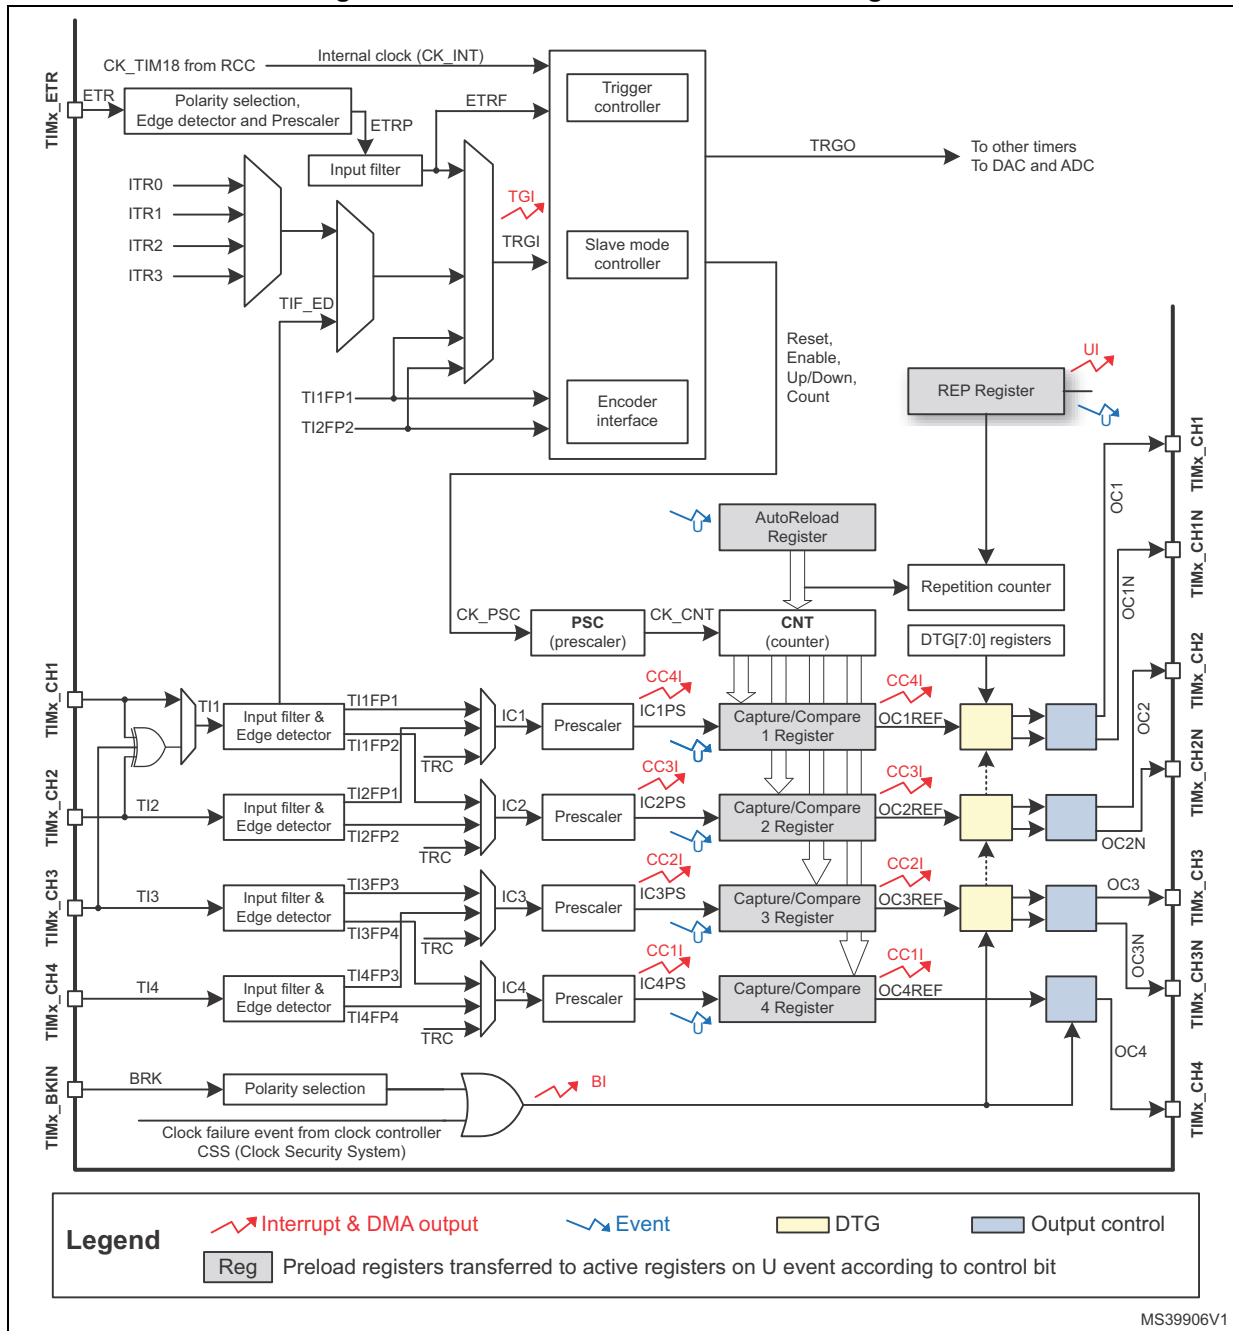 Internal clock (CK_INT)
CK_TIM18 from RCC
TIMx_ETR
ETR
Polarity selection,
Edge detector and Prescaler
ETRP
ETRF
Input filter
Trigger
controller
TRGO
To other timers
To DAC and ADC
ITR0
ITR1
ITR2
ITR3
TGI
TRGI
Slave mode
controller
TIF_ED
Reset,
Enable,
Up/Down,
Count
UI
REP Register
U
TI1FP1
TI2FP2
Encoder
interface
TIMx_CH1
OC1
U
AutoReload
Register
TIMx_CH1N
OC1N
Repetition counter
CK_PSC
PSC
(prescaler)
CK_CNT
CNT
(counter)
DTG[7:0] registers
TIMx_CH2
OC2
TIMx_CH1
TI1
Input filter &
Edge detector
TI1FP1
TI1FP2
TRC
IC1
Prescaler
CC4I
IC1PS
U
Capture/Compare
1 Register
CC4I
OC1REF
TIMx_CH2N
OC2N
TIMx_CH2
TI2
Input filter &
Edge detector
TI2FP1
TI2FP2
TRC
IC2
Prescaler
CC3I
IC2PS
U
Capture/Compare
2 Register
CC3I
OC2REF
TIMx_CH3
OC3
TIMx_CH3
TI3
Input filter &
Edge detector
TI3FP3
TI3FP4
TRC
IC3
Prescaler
CC2I
IC3PS
U
Capture/Compare
3 Register
CC2I
OC3REF
TIMx_CH3N
OC3N
TIMx_CH4
TI4
Input filter &
Edge detector
TI4FP3
TI4FP4
TRC
IC4
Prescaler
CC1I
IC4PS
U
Capture/Compare
4 Register
CC1I
OC4REF
TIMx_CH4
OC4
TIMx_BKIN
BRK
Polarity selection
BI
Clock failure event from clock controller
CSS (Clock Security System)
Legend
Interrupt & DMA output
Event
DTG
Output control
Reg
Preload registers transferred to active registers on U event according to control bit
MS39906V1